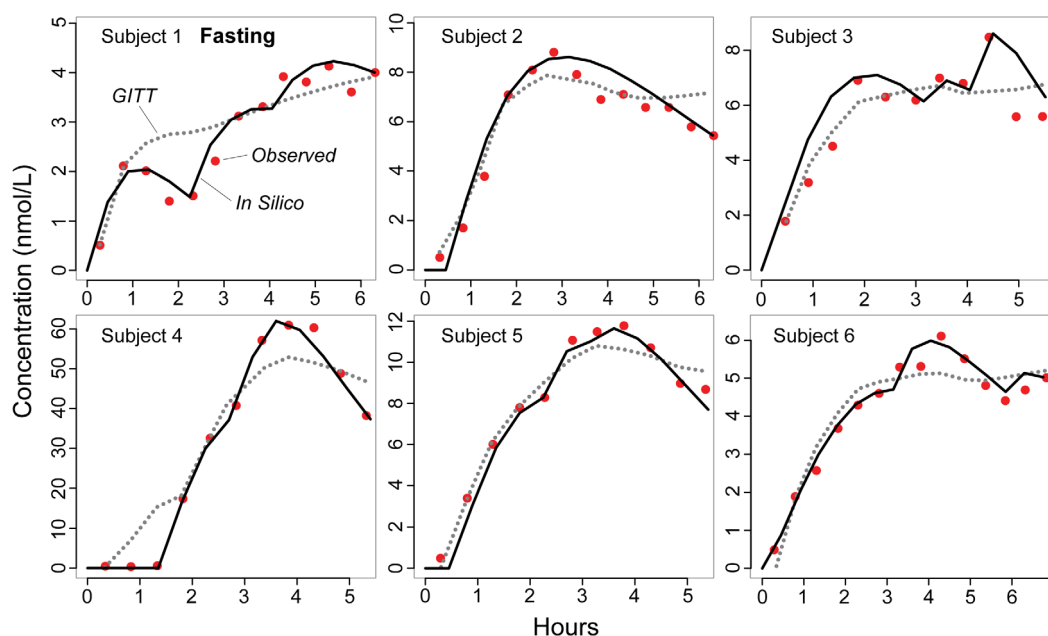 Subject 1 Fasting
GITT
Observed
In Silico
0 1 2 3 4 5
0 1 2 3 4 5 6
Subject 2
0 2 4 6 8 10
0 1 2 3 4 5 6
Subject 3
0 2 4 6 8
0 1 2 3 4 5
Concentration (nmol/L)
Subject 4
0 10 20 30 40 50 60
0 1 2 3 4 5
Subject 5
0 2 4 6 8 10 12
0 1 2 3 4 5
Subject 6
0 1 2 3 4 5 6
0 1 2 3 4 5 6
Hours